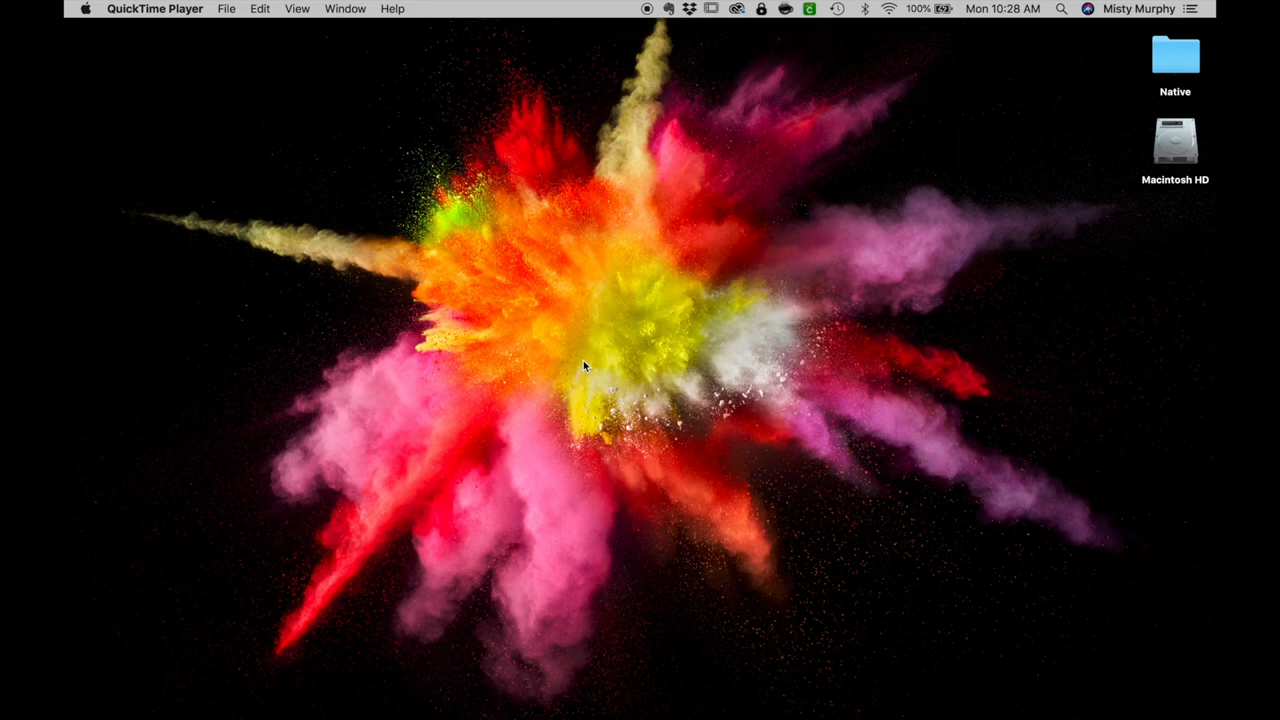 QuickTime Player File Edit View Window Help 100% Mon 10:28 AM Misty Murphy
Native
Macintosh HD